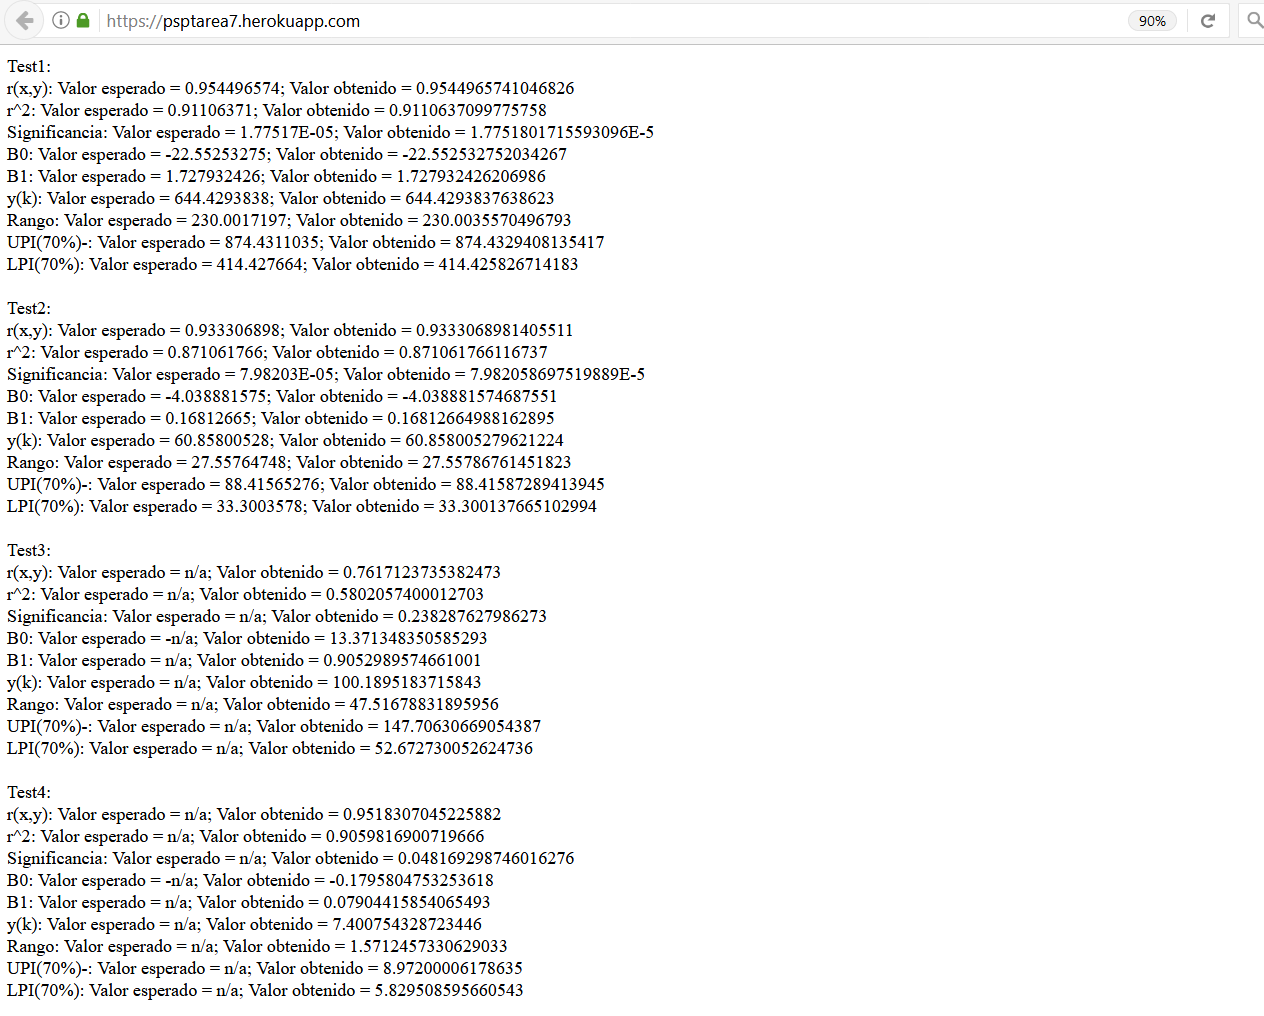 https://psptarea7.herokuapp.com
90%
Test1:
r(x,y): Valor esperado = 0.954496574; Valor obtenido = 0.9544965741046826
r^2: Valor esperado = 0.91106371; Valor obtenido = 0.9110637099775758
Significancia: Valor esperado = 1.77517E-05; Valor obtenido = 1.7751801715593096E-5
B0: Valor esperado = -22.55253275; Valor obtenido = -22.552532752034267
B1: Valor esperado = 1.727932426; Valor obtenido = 1.727932426206986
y(k): Valor esperado = 644.4293838; Valor obtenido = 644.4293837638623
Rango: Valor esperado = 230.0017197; Valor obtenido = 230.0035570496793
UPI(70%)-: Valor esperado = 874.4311035; Valor obtenido = 874.4329408135417
LPI(70%): Valor esperado = 414.427664; Valor obtenido = 414.425826714183
Test2:
r(x,y): Valor esperado = 0.933306898; Valor obtenido = 0.9333068981405511
r^2: Valor esperado = 0.871061766; Valor obtenido = 0.871061766116737
Significancia: Valor esperado = 7.98203E-05; Valor obtenido = 7.982058697519889E-5
B0: Valor esperado = -4.038881575; Valor obtenido = -4.038881574687551
B1: Valor esperado = 0.16812665; Valor obtenido = 0.16812664988162895
y(k): Valor esperado = 60.85800528; Valor obtenido = 60.858005279621224
Rango: Valor esperado = 27.55764748; Valor obtenido = 27.55786761451823
UPI(70%)-: Valor esperado = 88.41565276; Valor obtenido = 88.41587289413945
LPI(70%): Valor esperado = 33.3003578; Valor obtenido = 33.300137665102994
Test3:
r(x,y): Valor esperado = n/a; Valor obtenido = 0.7617123735382473
r^2: Valor esperado = n/a; Valor obtenido = 0.5802057400012703
Significancia: Valor esperado = n/a; Valor obtenido = 0.238287627986273
B0: Valor esperado = -n/a; Valor obtenido = 13.371348350585293
B1: Valor esperado = n/a; Valor obtenido = 0.9052989574661001
y(k): Valor esperado = n/a; Valor obtenido = 100.1895183715843
Rango: Valor esperado = n/a; Valor obtenido = 47.51678831895956
UPI(70%)-: Valor esperado = n/a; Valor obtenido = 147.70630669054387
LPI(70%): Valor esperado = n/a; Valor obtenido = 52.672730052624736
Test4:
r(x,y): Valor esperado = n/a; Valor obtenido = 0.9518307045225882
r^2: Valor esperado = n/a; Valor obtenido = 0.9059816900719666
Significancia: Valor esperado = n/a; Valor obtenido = 0.048169298746016276
B0: Valor esperado = -n/a; Valor obtenido = -0.1795804753253618
B1: Valor esperado = n/a; Valor obtenido = 0.07904415854065493
y(k): Valor esperado = n/a; Valor obtenido = 7.400754328723446
Rango: Valor esperado = n/a; Valor obtenido = 1.5712457330629033
UPI(70%)-: Valor esperado = n/a; Valor obtenido = 8.97200006178635
LPI(70%): Valor esperado = n/a; Valor obtenido = 5.829508595660543